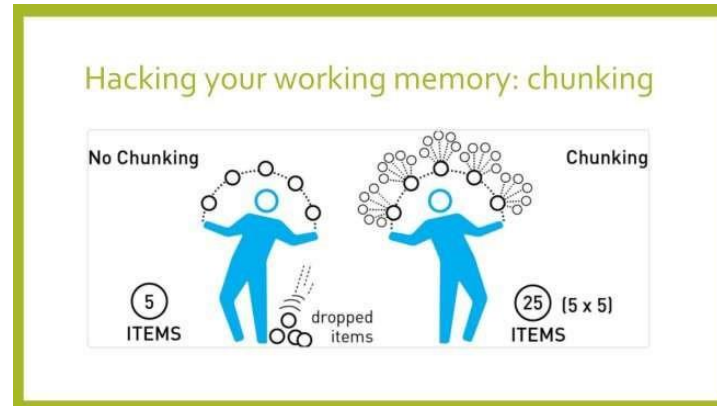 Hacking your working memory: chunking
No Chunking
Chunking
5
ITEMS
dropped
items
25 (5 x 5)
ITEMS